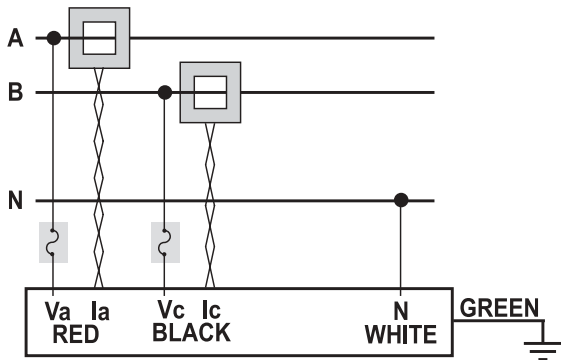 A
B
N
Va Ia Vc Ic N
RED BLACK WHITE
GREEN